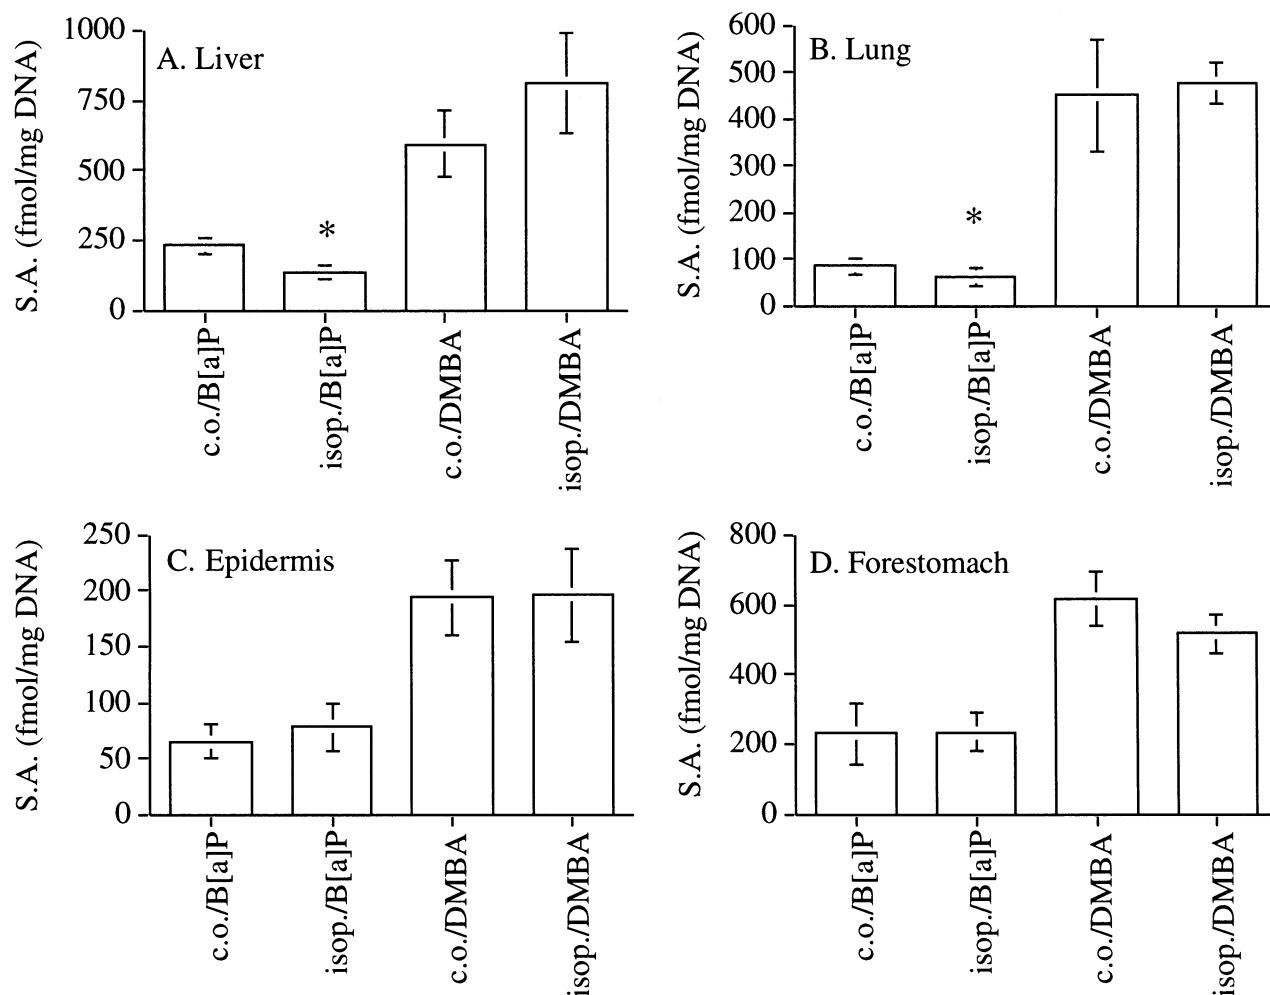 A. Liver
S.A. (fmol/mg DNA)
1000
750
500
250
0
*
c.o./B[a]P
isop./B[a]P
c.o./DMBA
isop./DMBA
B. Lung
S.A. (fmol/mg DNA)
600
500
400
300
200
100
0
*
c.o./B[a]P
isop./B[a]P
c.o./DMBA
isop./DMBA
C. Epidermis
S.A. (fmol/mg DNA)
250
200
150
100
50
0
c.o./B[a]P
isop./B[a]P
c.o./DMBA
isop./DMBA
D. Forestomach
S.A. (fmol/mg DNA)
800
600
400
200
0
c.o./B[a]P
isop./B[a]P
c.o./DMBA
isop./DMBA